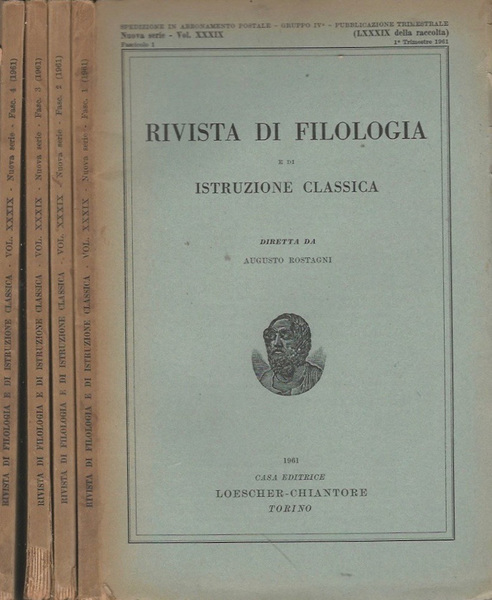 RIVISTA DI FILOLOGIA E DI ISTRUZIONE CLASSICA - VOL. XXXIX - Nuova serie - Fasc. 4 (1961)
RIVISTA DI FILOLOGIA E DI ISTRUZIONE CLASSICA - VOL. XXXIX - Nuova serie - Fasc. 3 (1961)
RIVISTA DI FILOLOGIA E DI ISTRUZIONE CLASSICA - VOL. XXXIX - Nuova serie - Fasc. 2 (1961)
RIVISTA DI FILOLOGIA E DI ISTRUZIONE CLASSICA - VOL. XXXIX - Nuova serie - Fasc. 1 (1961)
SPEDIZIONE IN ABBONAMENTO POSTALE - GRUPPO IVº - PUBBLICAZIONE TRIMESTRALE
Nuova serie - Vol. XXXIX (LXXXIX della raccolta)
Fascicolo 1 1º Trimestre 1961
RIVISTA DI FILOLOGIA
E DI
ISTRUZIONE CLASSICA
DIRETTA DA
AUGUSTO ROSTAGNI
1961
CASA EDITRICE
LOESCHER-CHIANTORE
TORINO